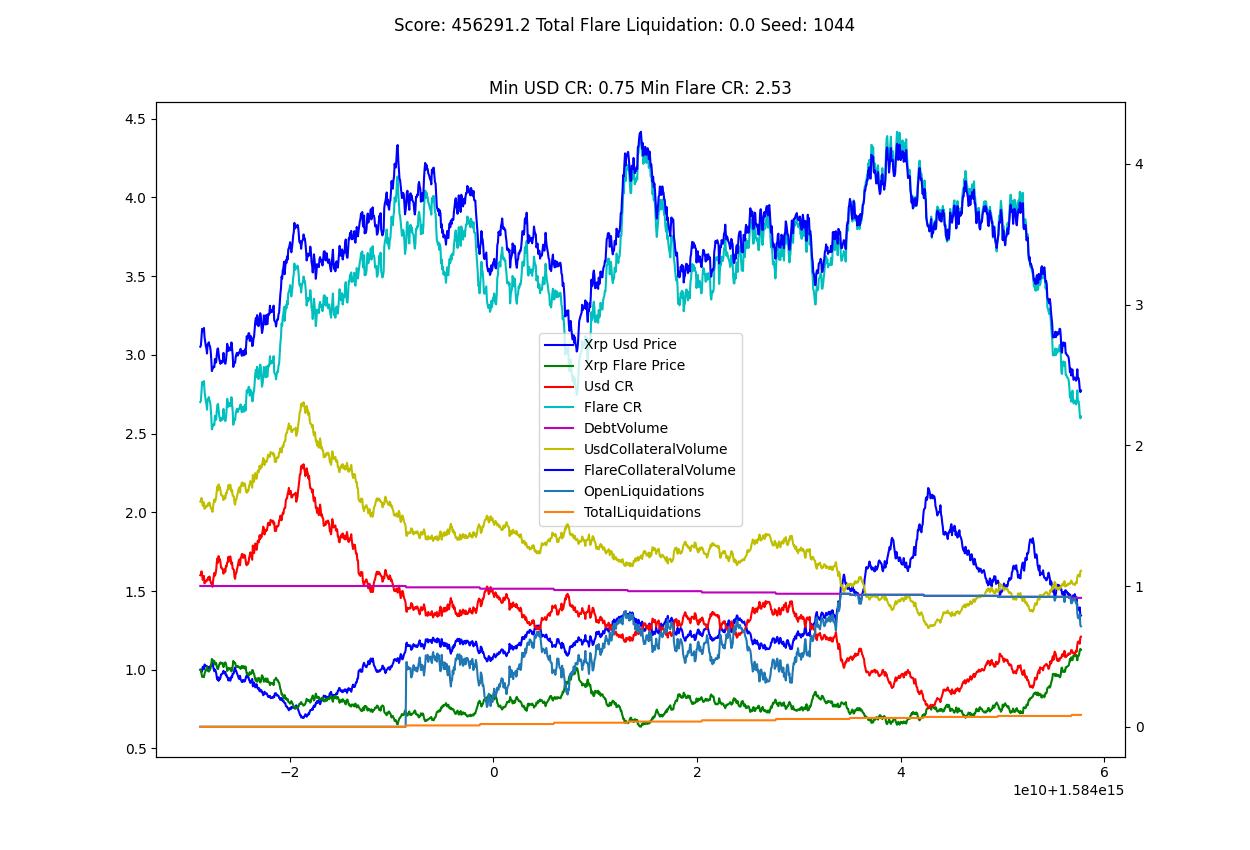 Score: 456291.2 Total Flare Liquidation: 0.0 Seed: 1044
Min USD CR: 0.75 Min Flare CR: 2.53
4.5
4.0
3.5
3.0
2.5
2.0
1.5
1.0
0.5
4
3
2
1
0
Xrp Usd Price
Xrp Flare Price
Usd CR
Flare CR
DebtVolume
UsdCollateralVolume
FlareCollateralVolume
OpenLiquidations
TotalLiquidations
−2 0 2 4 6
1e10+1.584e15